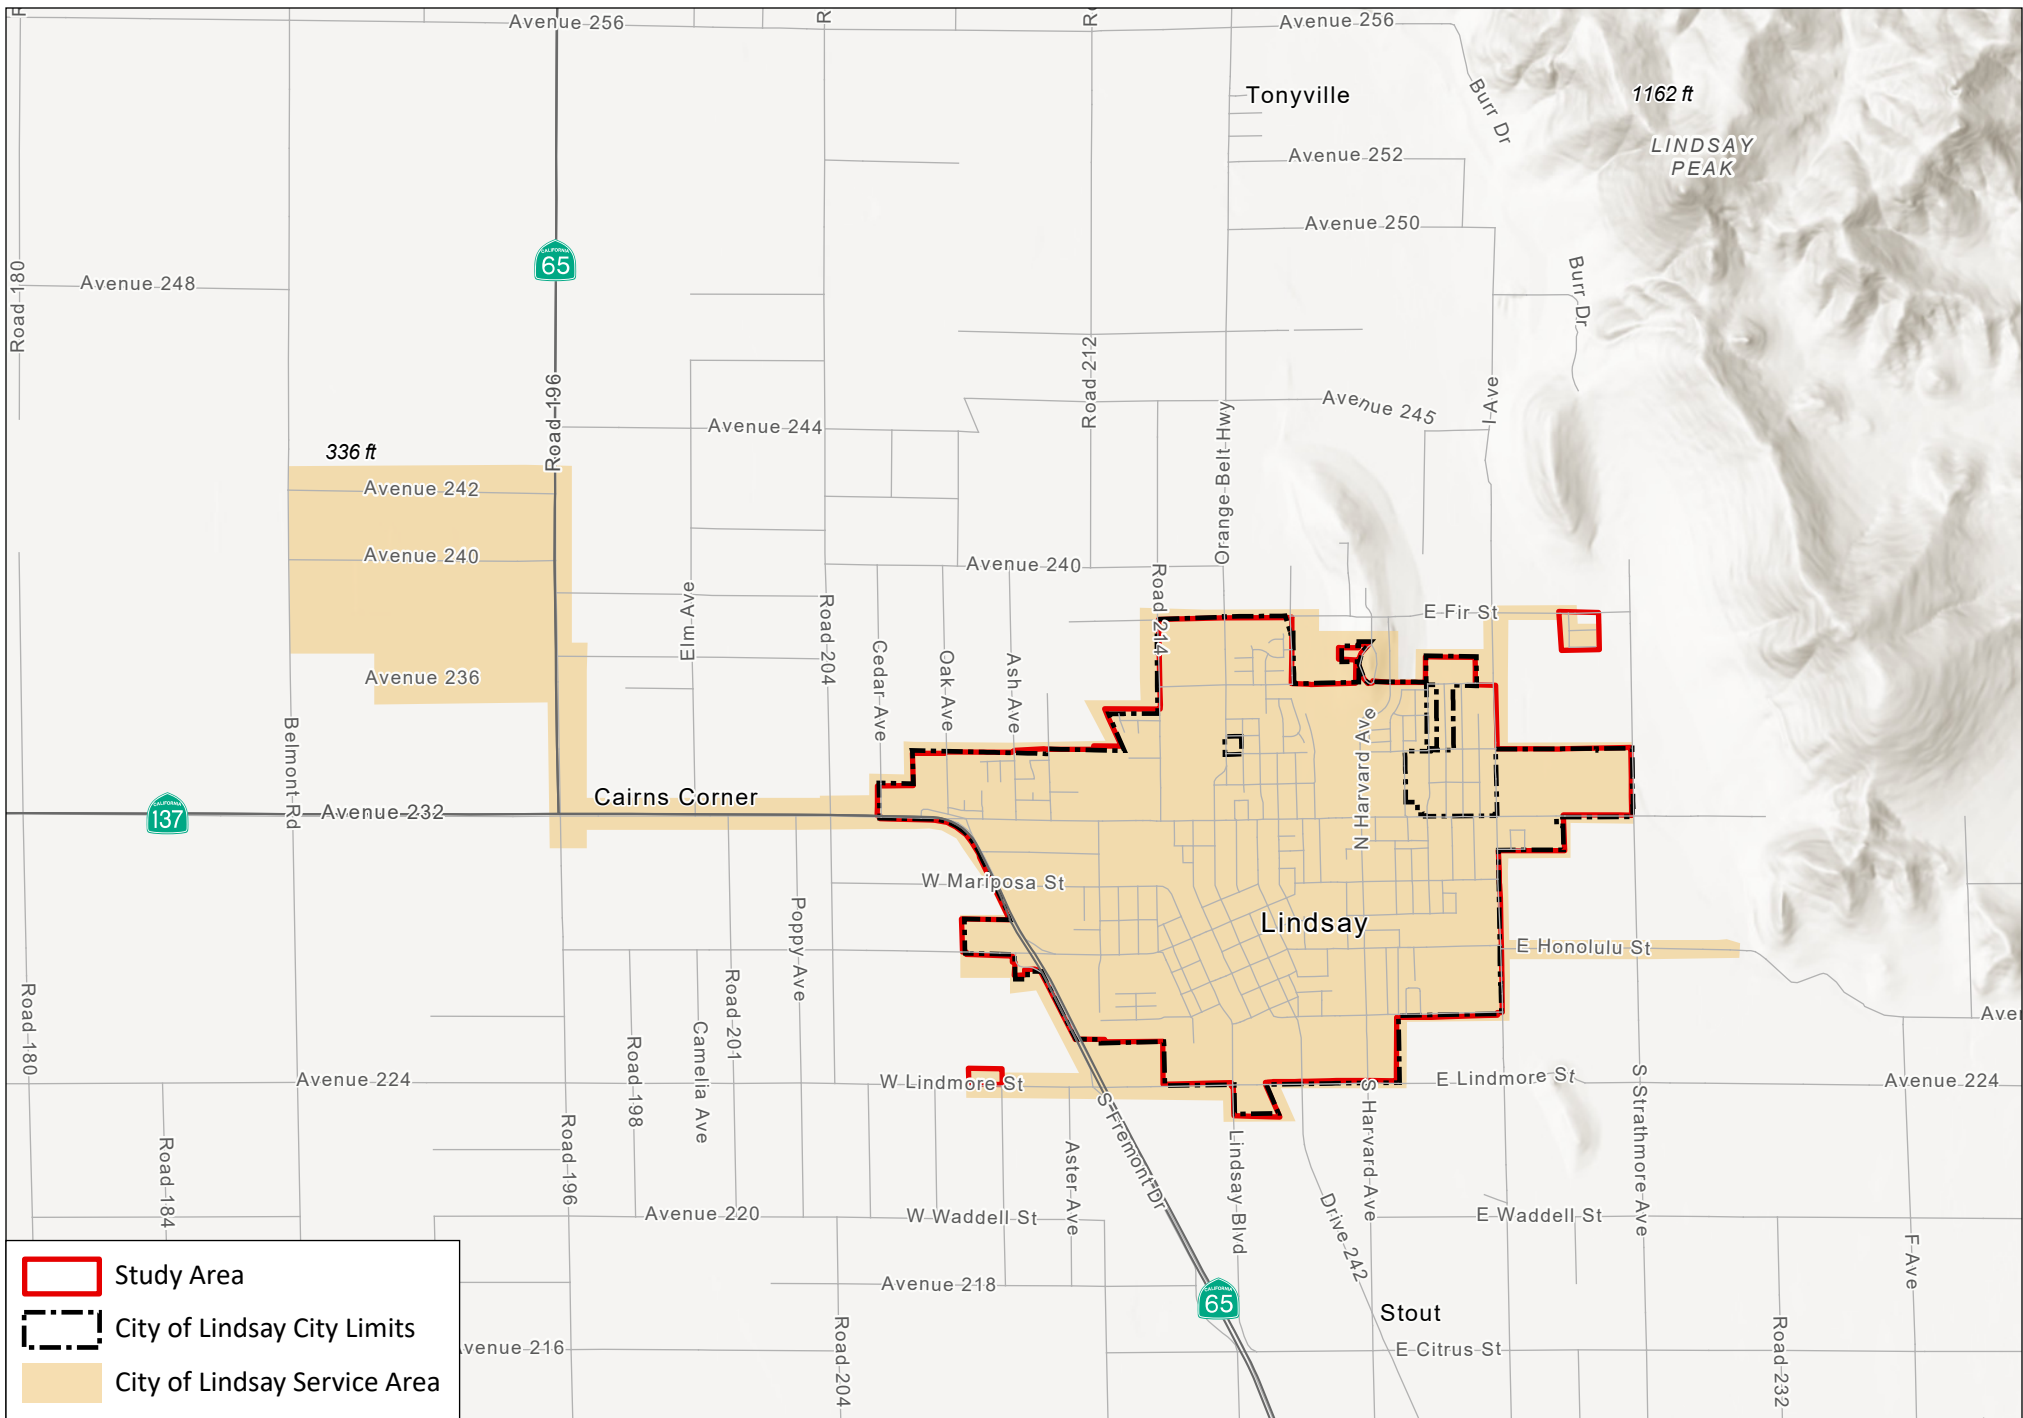 Avenue 256
Avenue 256
R
R
Tonyville
1162 ft
Burr Dr
LINDSAY
PEAK
Avenue 252
Avenue 250
CALIFORNIA
65
Road 180
Avenue 248
Burr Dr
Road 196
Road 212
Avenue 245
I Ave
Orange Belt Hwy
Avenue 244
336 ft
Avenue 242
Avenue 240
Avenue 240
Elm Ave
Road 204
Road 214
E Fir St
Cedar Ave
Oak Ave
Ash Ave
Avenue 236
Belmont Rd
N Harvard Ave
CALIFORNIA
137
Avenue 232
Cairns Corner
W Mariposa St
Lindsay
Poppy Ave
E Honolulu St
Road 180
Road 201
Camelia Ave
Road 198
Aven
Avenue 224
W Lindmore St
E Lindmore St
Avenue 224
S Fremont Dr
S Harvard Ave
S Strathmore Ave
Road 184
Road 196
Aster Ave
Lindsay Blvd
Drive 242
Avenue 220
W Waddell St
E Waddell St
F Ave
Avenue 218
CALIFORNIA
65
Stout
Road 204
Road 232
venue 216
E Citrus St
Study Area
City of Lindsay City Limits
City of Lindsay Service Area